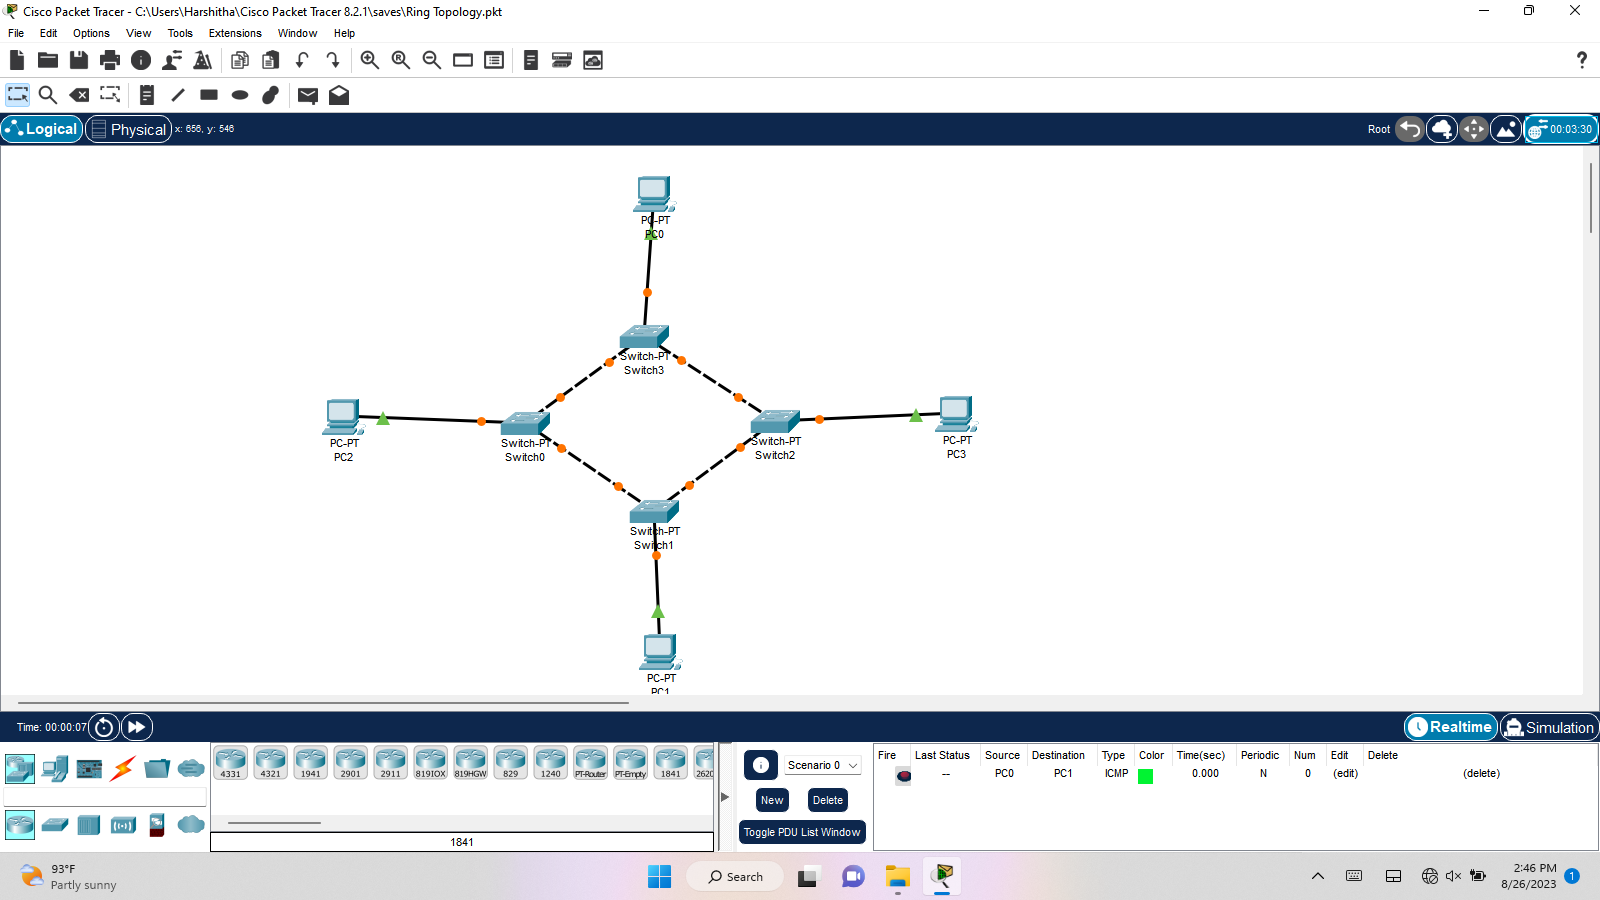 Cisco Packet Tracer - C:\Users\Harshitha\Cisco Packet Tracer 8.2.1\saves\Ring Topology.pkt
File Edit Options View Tools Extensions Window Help
Logical Physical x: 656, y: 546 Root 00:03:30
PC-PT
PC0
Switch-PT
Switch3
PC-PT
PC2
Switch-PT
Switch0
Switch-PT
Switch2
PC-PT
PC3
Switch-PT
Switch1
PC-PT
PC1
Time: 00:00:07 Realtime Simulation
4331 4321 1941 2901 2911 819IOX 819HGW 829 1240 PT-Router PT-Empty 1841 2620
1841
Scenario 0
New Delete
Toggle PDU List Window
Fire Last Status Source Destination Type Color Time(sec) Periodic Num Edit Delete
-- PC0 PC1 ICMP 0.000 N 0 (edit) (delete)
93°F
Partly sunny
Search
2:46 PM
8/26/2023
1